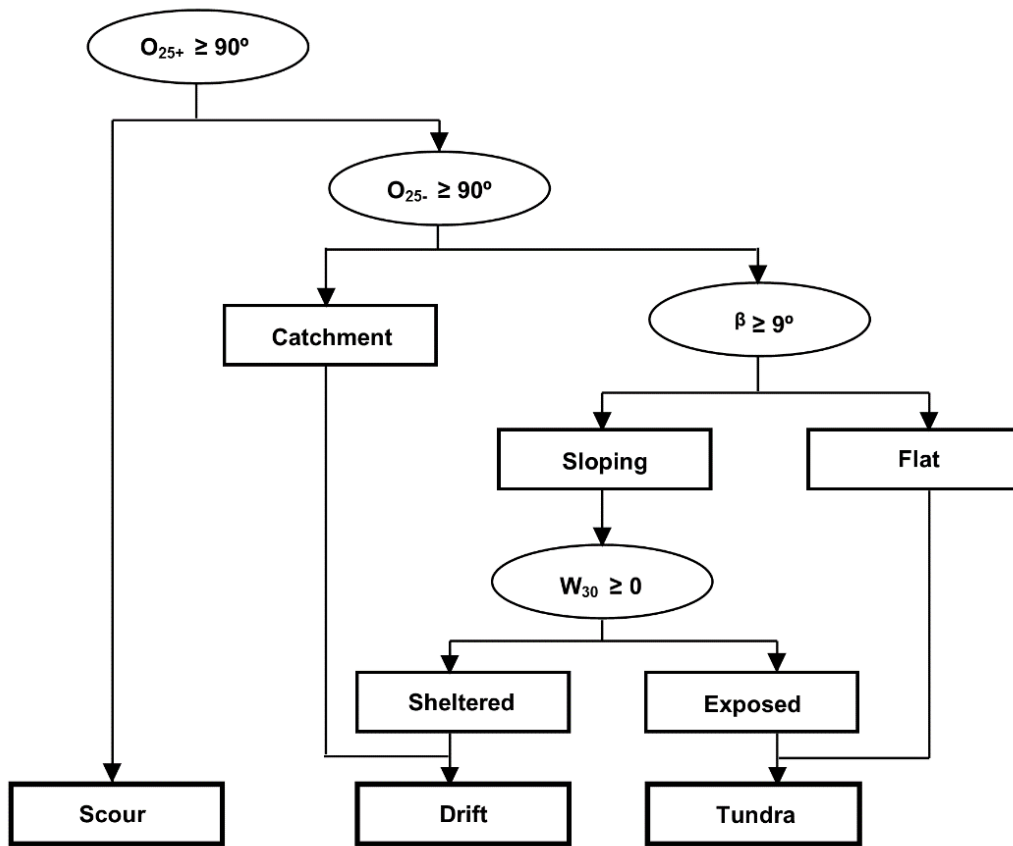 O₂₅₊ ≥ 90º
O₂₅₋ ≥ 90º
Catchment
β ≥ 9º
Sloping
Flat
W₃₀ ≥ 0
Sheltered
Exposed
Scour
Drift
Tundra